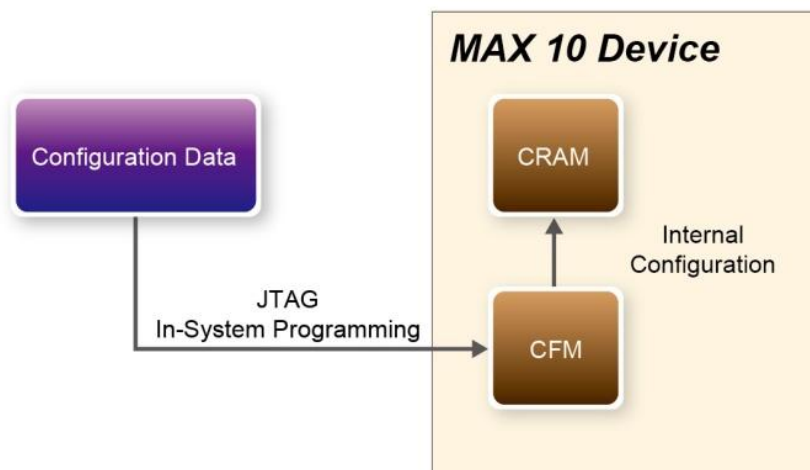 MAX 10 Device
Configuration Data
CRAM
Internal
Configuration
JTAG
In-System Programming
CFM